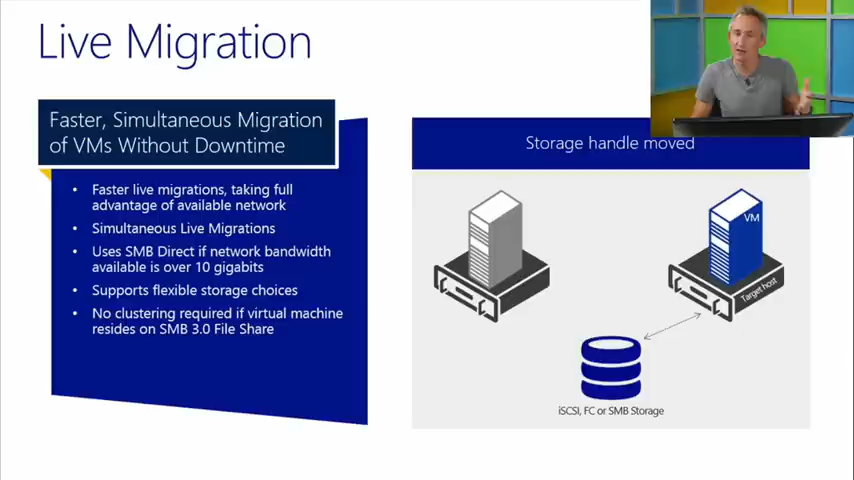 Live Migration
Faster, Simultaneous Migration
of VMs Without Downtime
• Faster live migrations, taking full
advantage of available network
• Simultaneous Live Migrations
• Uses SMB Direct if network bandwidth
available is over 10 gigabits
• Supports flexible storage choices
• No clustering required if virtual machine
resides on SMB 3.0 File Share
Storage handle moved
VM
Target host
iSCSI, FC or SMB Storage